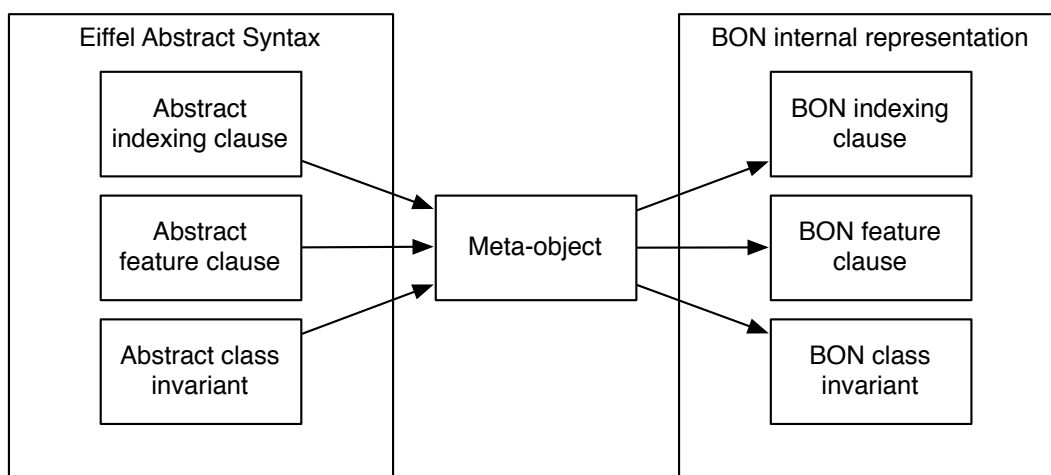 Eiffel Abstract Syntax
Abstract
indexing clause
Abstract
feature clause
Abstract class
invariant
Meta-object
BON internal representation
BON indexing
clause
BON feature
clause
BON class
invariant